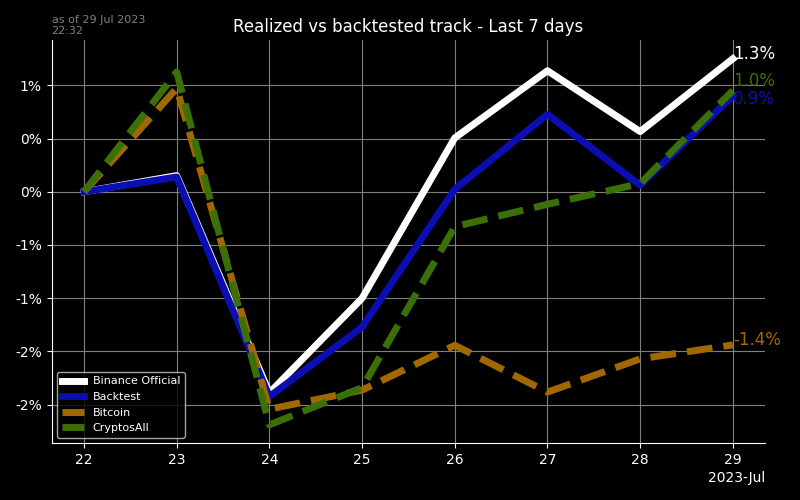 as of 29 Jul 2023
22:32
Realized vs backtested track - Last 7 days
1.3%
1.0%
0.9%
-1.4%
1%
0%
0%
-1%
-1%
-2%
-2%
Binance Official
Backtest
Bitcoin
CryptosAll
22 23 24 25 26 27 28 29
2023-Jul